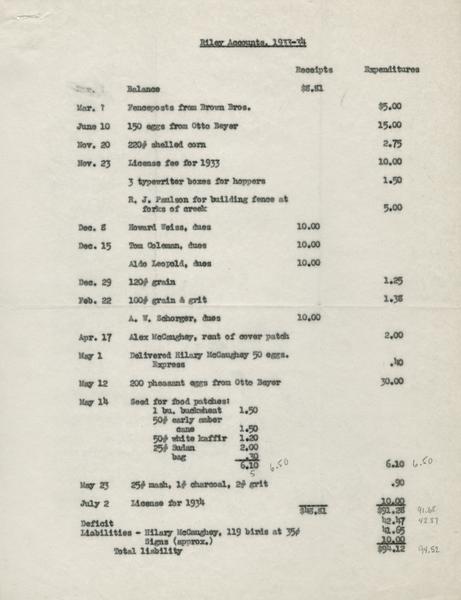 Riley Accounts, 1933-34
Receipts Expenditures
Balance $8.81
Mar. ? Fenceposts from Brown Bros. $5.00
June 10 150 eggs from Otto Beyer 15.00
Nov. 20 220# shelled corn 2.75
Nov. 23 License fee for 1933 10.00
3 typewriter boxes for hoppers 1.50
R. J. Paulson for building fence at
forks of creek 5.00
Dec. 8 Howard Weiss, dues 10.00
Dec. 15 Tom Coleman, dues 10.00
Aldo Leopold, dues 10.00
Dec. 29 120# grain 1.25
Feb. 22 100# grain & grit 1.38
A. W. Schorger, dues 10.00
Apr. 17 Alex McCaughey, rent of cover patch 2.00
May 1 Delivered Hilary McCaughey 50 eggs.
Express .40
May 12 200 pheasant eggs from Otto Beyer 30.00
May 14 Seed for food patches:
1 bu. buckwheat 1.50
50# early amber
cane 1.50
50# white kaffir 1.20
25# Sudan 2.00
bag .30
6.10 6.50 6.10 6.50
5
May 23 25# mash, 1# charcoal, 2# grit .90
July 2 License for 1934 10.00
$48.81 $91.28 91.68
Deficit 42.47 42.87
Liabilities - Hilary McCaughey, 119 birds at 35¢ 41.65
Signs (approx.) 10.00
Total liability $94.12 94.52